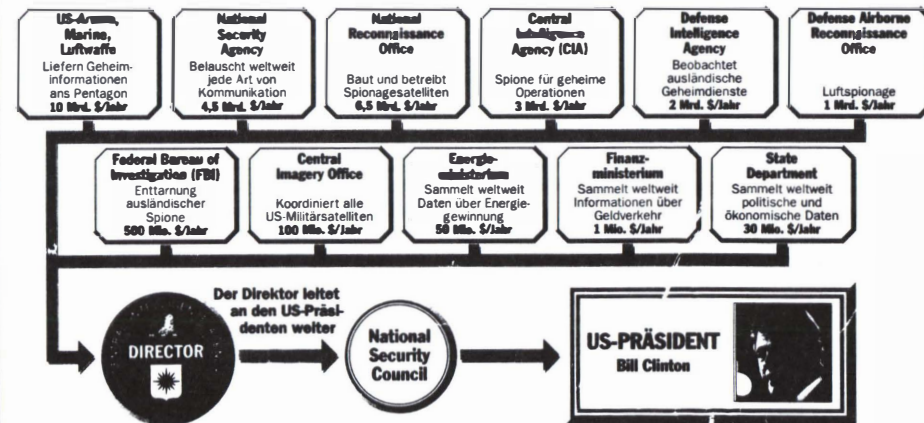 US-Armee,
Marine,
Luftwaffe
Liefern Geheim-
informationen
ans Pentagon
10 Mrd. $/Jahr
National
Security
Agency
Belauscht weltweit
jede Art von
Kommunikation
4,5 Mrd. $/Jahr
National
Reconnaissance
Office
Baut und betreibt
Spionagesatelliten
6,5 Mrd. $/Jahr
Central
Intelligence
Agency (CIA)
Spione für geheime
Operationen
3 Mrd. $/Jahr
Defense
Intelligence
Agency
Beobachtet
ausländische
Geheimdienste
2 Mrd. $/Jahr
Defense Airborne
Reconnaissance
Office
Luftspionage
1 Mrd. $/Jahr
Federal Bureau of
Investigation (FBI)
Enttarnung
ausländischer
Spione
500 Mio. $/Jahr
Central
Imagery Office
Koordiniert alle
US-Militärsatelliten
100 Mio. $/Jahr
Energie-
ministerium
Sammelt weltweit
Daten über Energie-
gewinnung
50 Mio. $/Jahr
Finanz-
ministerium
Sammelt weltweit
Informationen über
Geldverkehr
1 Mio. $/Jahr
State
Department
Sammelt weltweit
politische und
ökonomische Daten
30 Mio. $/Jahr
DIRECTOR
Der Direktor leitet
an den US-Präsi-
denten weiter
National
Security
Council
US-PRÄSIDENT
Bill Clinton